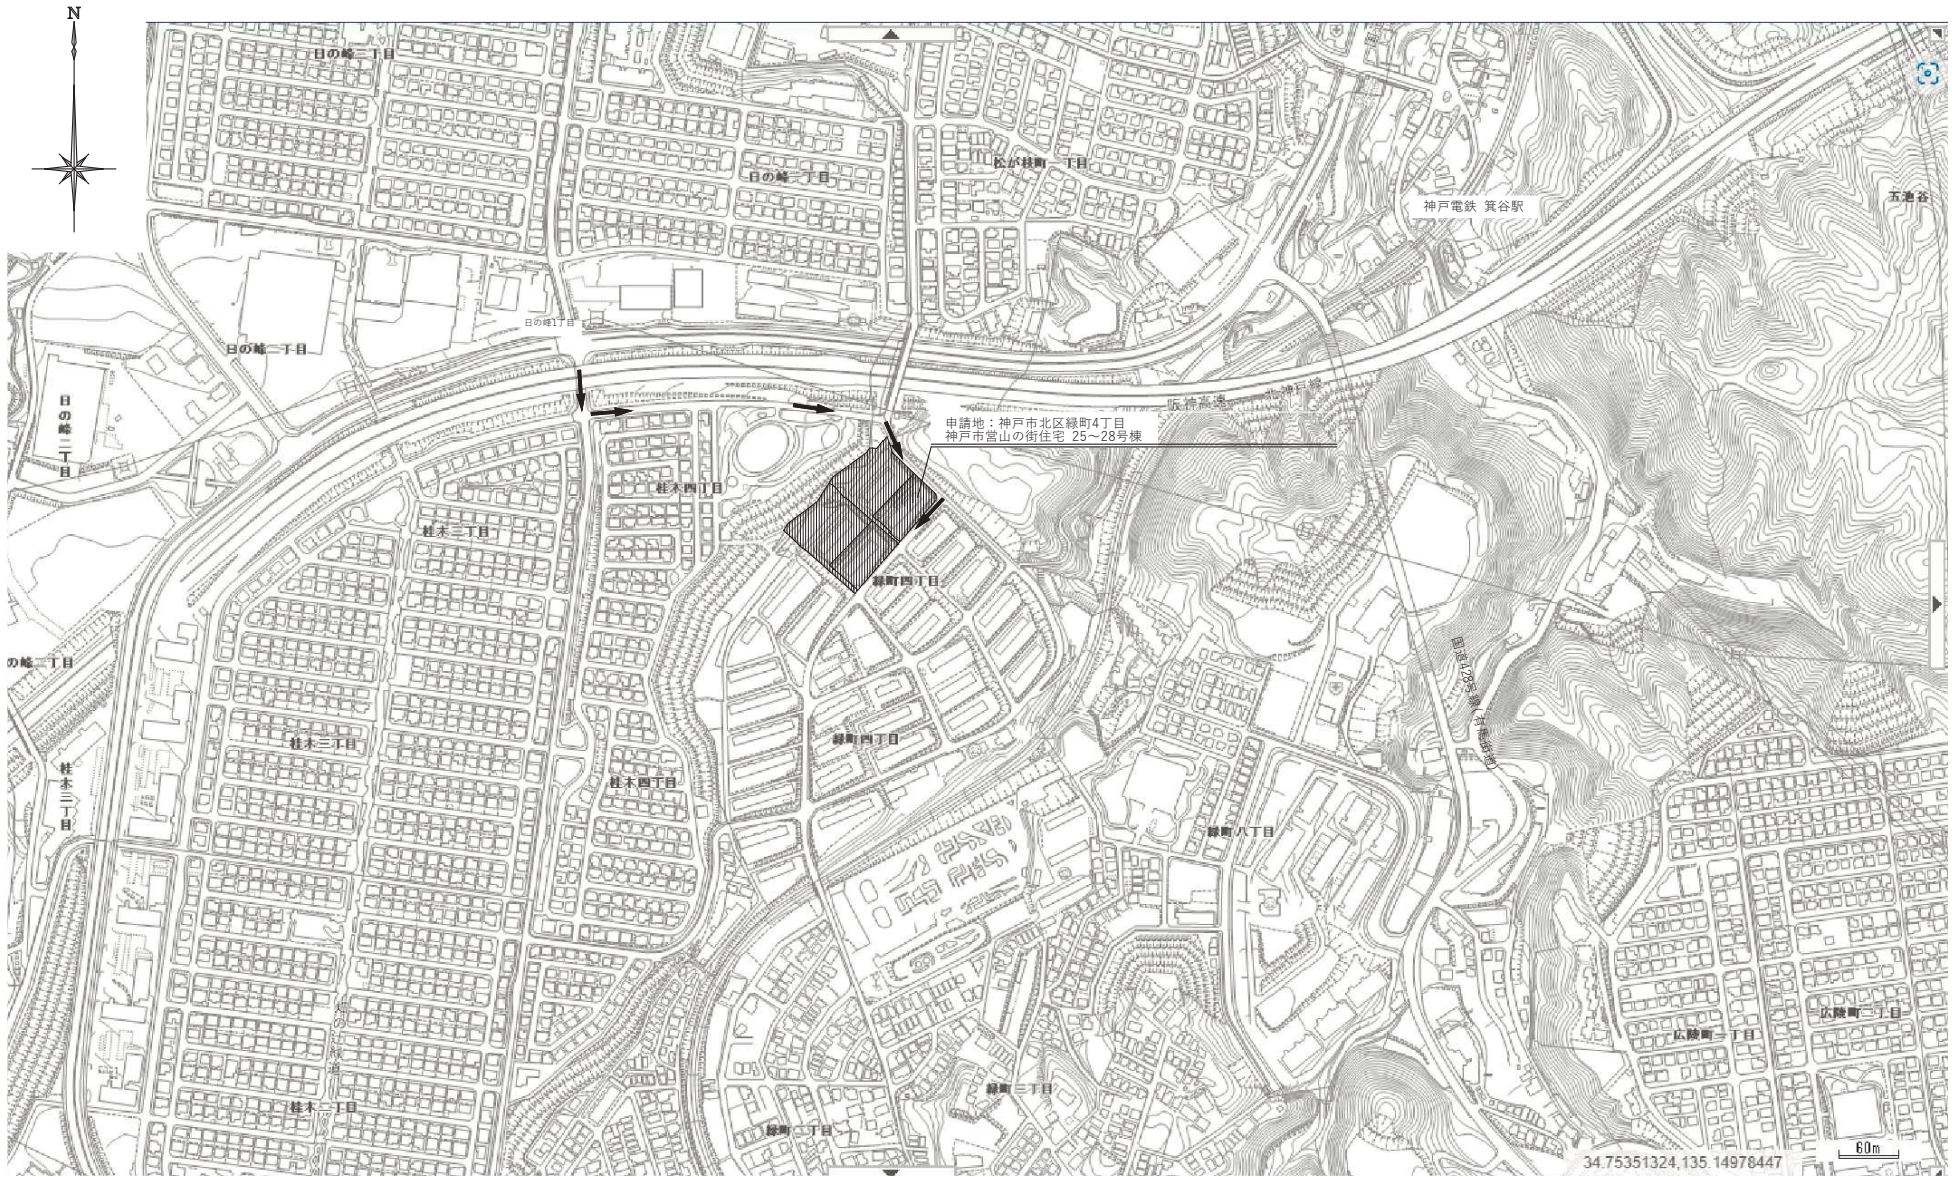 N
日の峰二丁目
日の峰二丁目
松が枝町一丁目
神戸電鉄 箕谷駅
五池谷
日の峰1丁目
日の峰二丁目
日の峰二丁目
阪神高速
北神戸線
申請地：神戸市北区緑町4丁目
神戸市営山の街住宅 25～28号棟
桂木四丁目
桂木三丁目
緑町四丁目
の峰二丁目
国道428号線(有馬街道)
緑町四丁目
桂木三丁目
桂木三丁目
桂木四丁目
緑町八丁目
広陵町一丁目
広陵町一丁目
緑町三丁目
桂木二丁目
緑町二丁目
60m
34.75351324,135.14978447